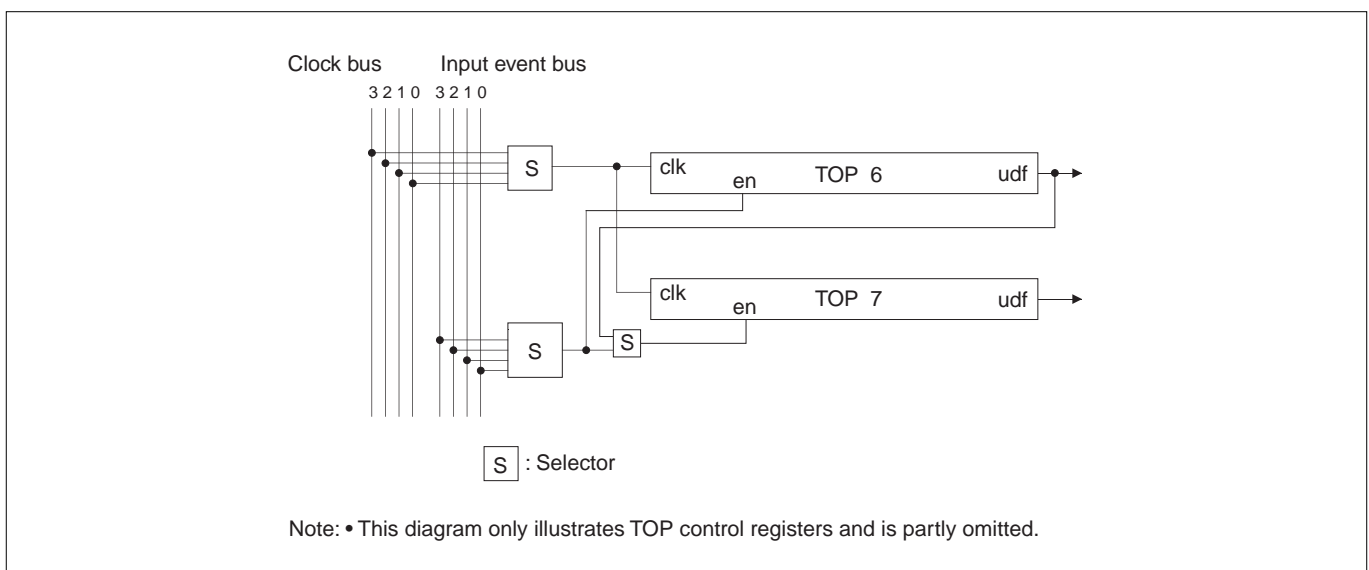 Clock bus Input event bus
3 2 1 0 3 2 1 0
S
clk
en
TOP 6
udf
clk
en
TOP 7
udf
S
S
S : Selector
Note: • This diagram only illustrates TOP control registers and is partly omitted.